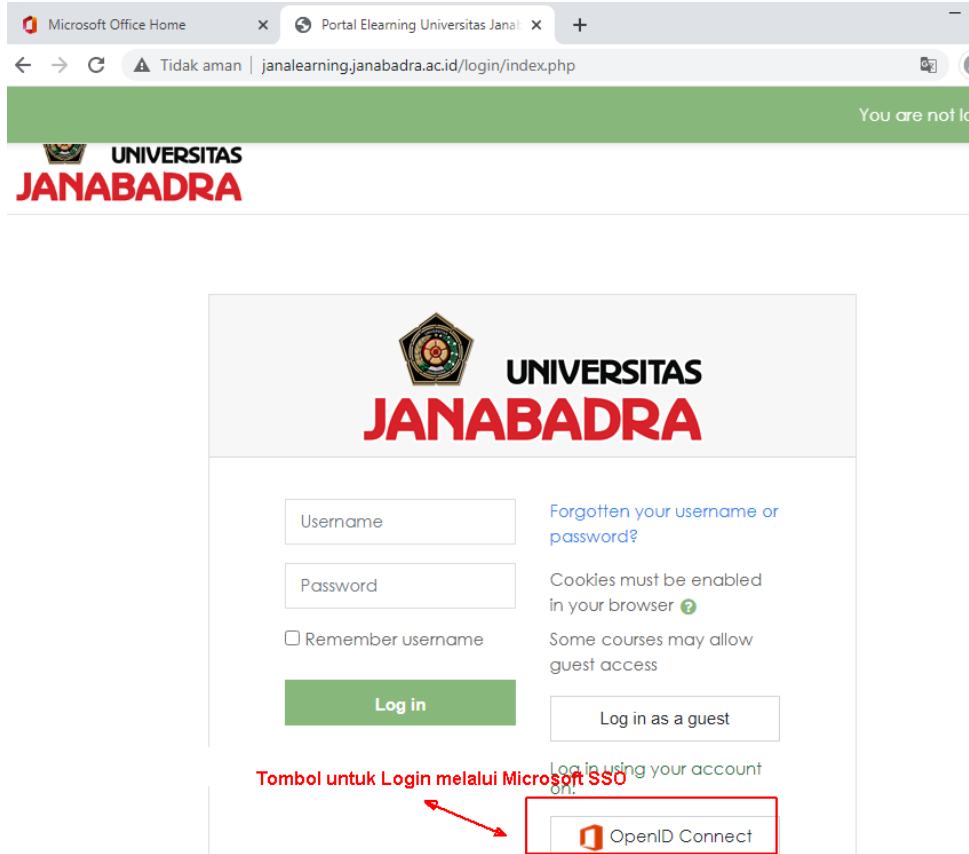 Microsoft Office Home
Portal Elearning Universitas Janab
Tidak aman | janalearning.janabadra.ac.id/login/index.php
You are not lo
UNIVERSITAS
JANABADRA
UNIVERSITAS
JANABADRA
Username
Forgotten your username or
password?
Password
Cookies must be enabled
in your browser
Remember username
Some courses may allow
guest access
Log in
Log in as a guest
Log in using your account
on:
Tombol untuk Login melalui Microsoft SSO
OpenID Connect